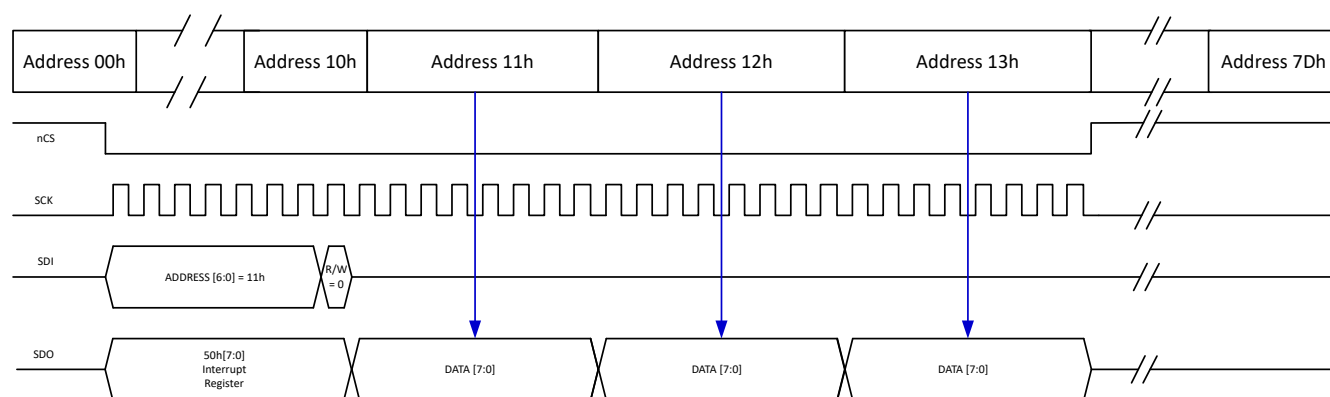 Address 00h
Address 10h
Address 11h
Address 12h
Address 13h
Address 7Dh
nCS
SCK
SDI
ADDRESS [6:0] = 11h
R/W
= 0
SDO
50h[7:0]
Interrupt
Register
DATA [7:0]
DATA [7:0]
DATA [7:0]